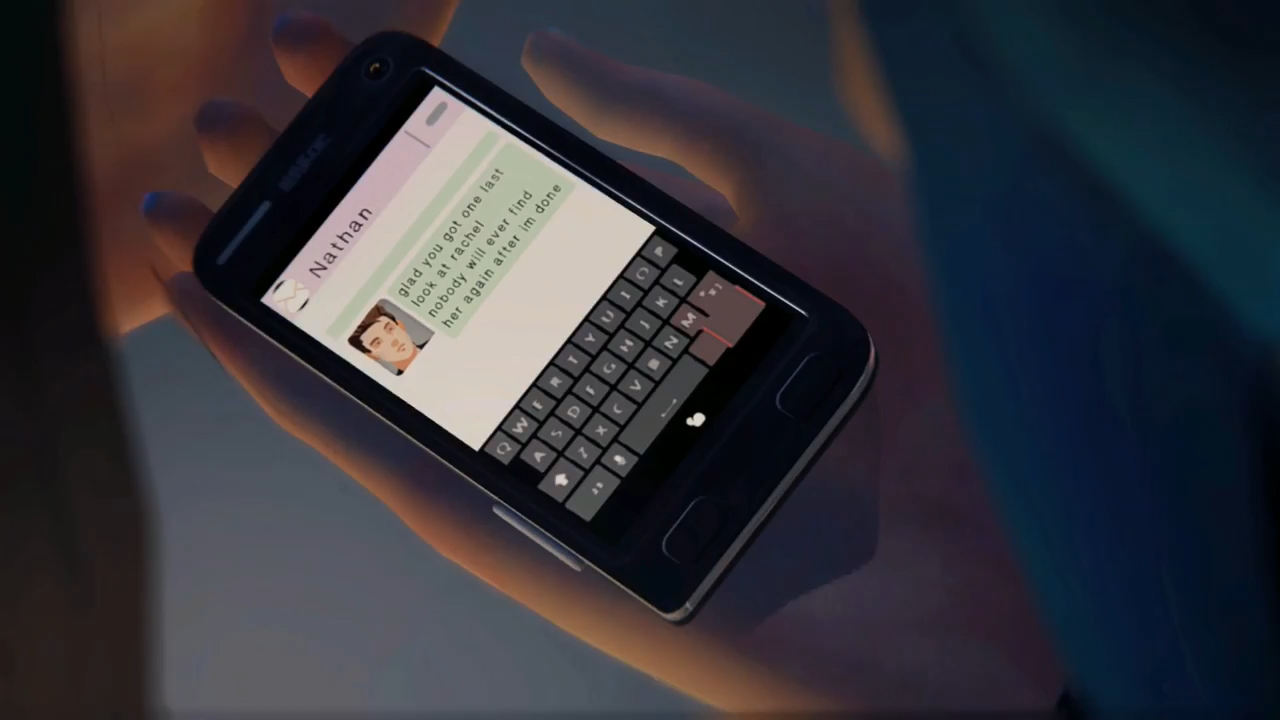 Nathan
glad you got one last
look at rachel
nobody will ever find
her again after im done
Q W E R T Y U I O P
A S D F G H J K L
Z X C V B N M